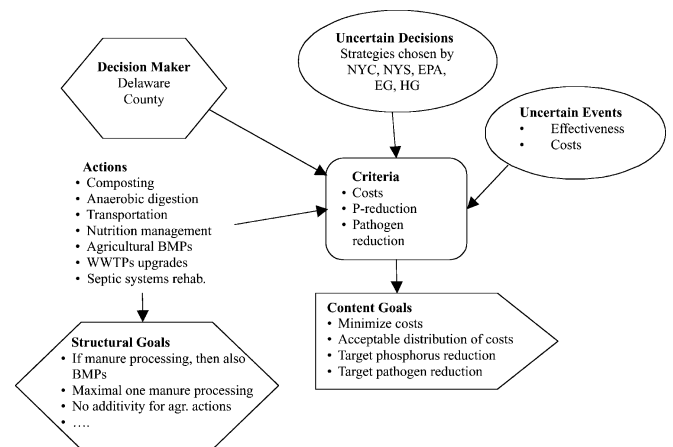 Decision Maker
Delaware
County
Uncertain Decisions
Strategies chosen by
NYC, NYS, EPA,
EG, HG
Uncertain Events
• Effectiveness
• Costs
Actions
• Composting
• Anaerobic digestion
• Transportation
• Nutrition management
• Agricultural BMPs
• WWTPs upgrades
• Septic systems rehab.
Criteria
• Costs
• P-reduction
• Pathogen
reduction
Structural Goals
• If manure processing, then also
BMPs
• Maximal one manure processing
• No additivity for agr. actions
• ….
Content Goals
• Minimize costs
• Acceptable distribution of costs
• Target phosphorus reduction
• Target pathogen reduction